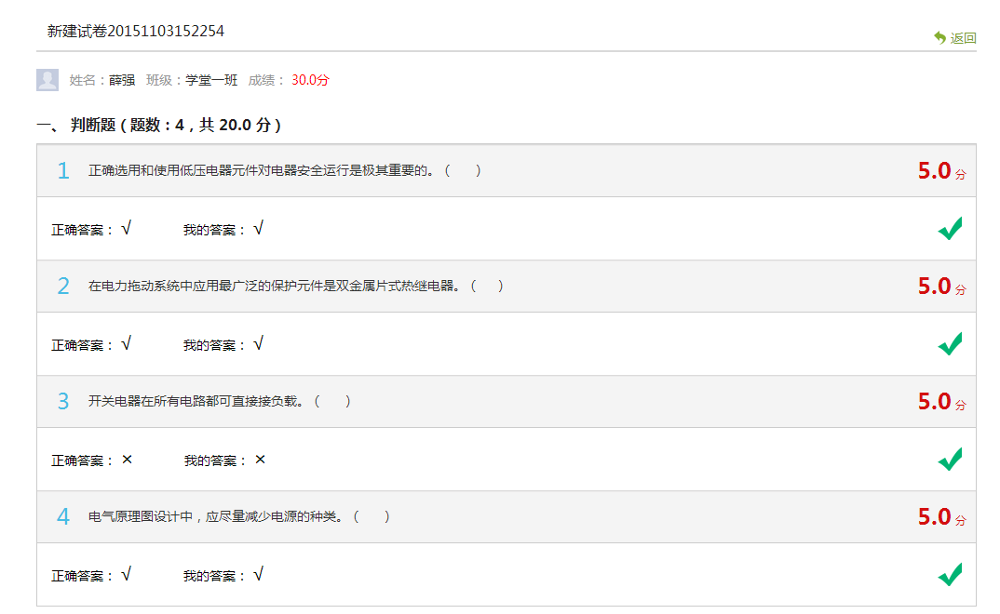 新建试卷20151103152254
返回
姓名：薛强 班级：学堂一班 成绩： 30.0分
一、 判断题 ( 题数：4，共 20.0 分 )
1 正确选用和使用低压电器元件对电器安全运行是极其重要的。 ( ) 5.0 分
正确答案： √ 我的答案： √
2 在电力拖动系统中应用最广泛的保护元件是双金属片式热继电器。 ( ) 5.0 分
正确答案： √ 我的答案： √
3 开关电器在所有电路都可直接接负载。 ( ) 5.0 分
正确答案： × 我的答案： ×
4 电气原理图设计中，应尽量减少电源的种类。 ( ) 5.0 分
正确答案： √ 我的答案： √